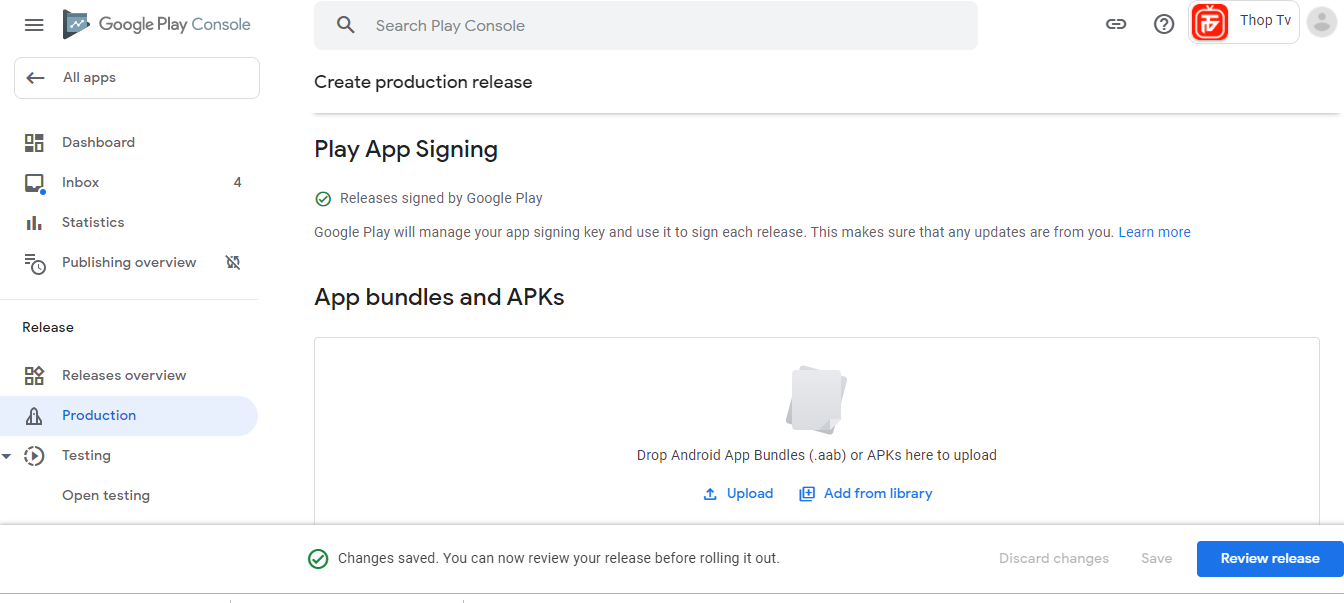 Google Play Console
Search Play Console
Thop Tv
All apps
Create production release
Dashboard
Inbox 4
Statistics
Publishing overview
Release
Releases overview
Production
Testing
Open testing
Play App Signing
Releases signed by Google Play
Google Play will manage your app signing key and use it to sign each release. This makes sure that any updates are from you. Learn more
App bundles and APKs
Drop Android App Bundles (.aab) or APKs here to upload
Upload Add from library
Changes saved. You can now review your release before rolling it out.
Discard changes Save Review release